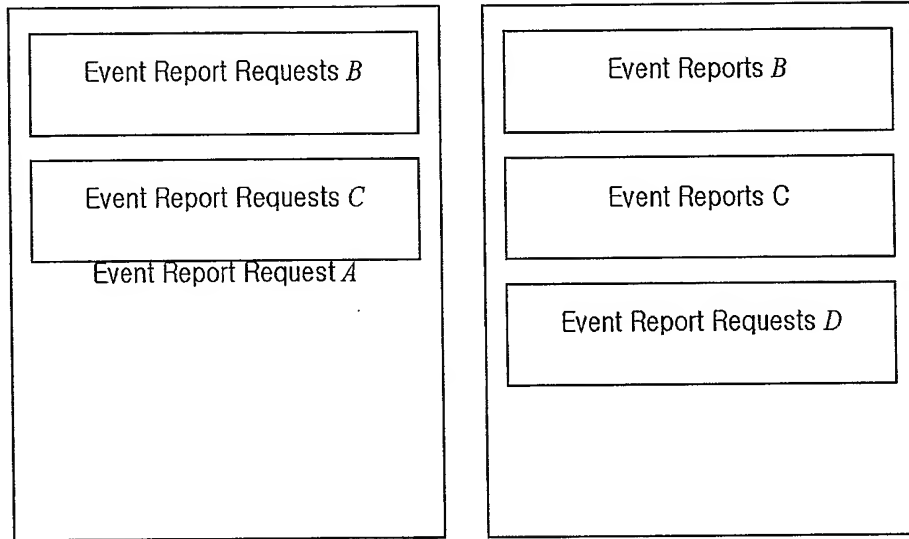 Event Report Requests B
Event Report Requests C
Event Report Request A
Event Reports B
Event Reports C
Event Report Requests D